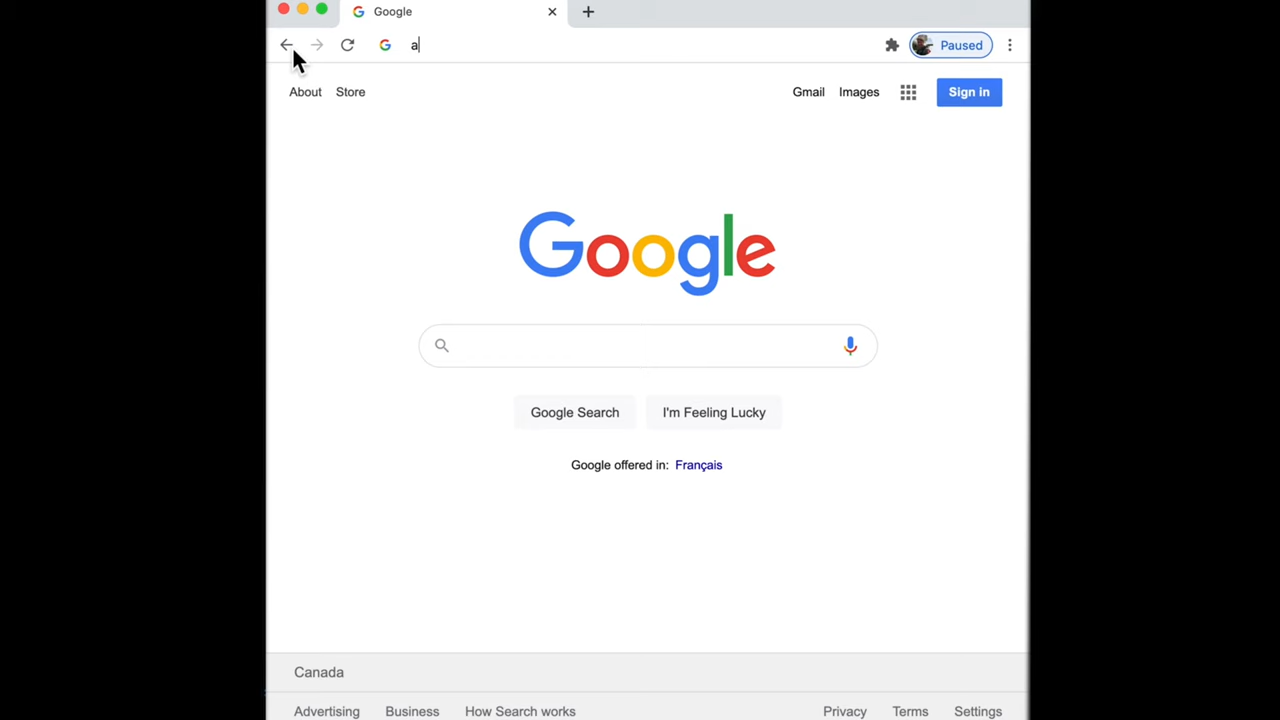 Google
a
Paused
About Store Gmail Images Sign in
Google
Google Search I'm Feeling Lucky
Google offered in: Français
Canada
Advertising Business How Search works Privacy Terms Settings